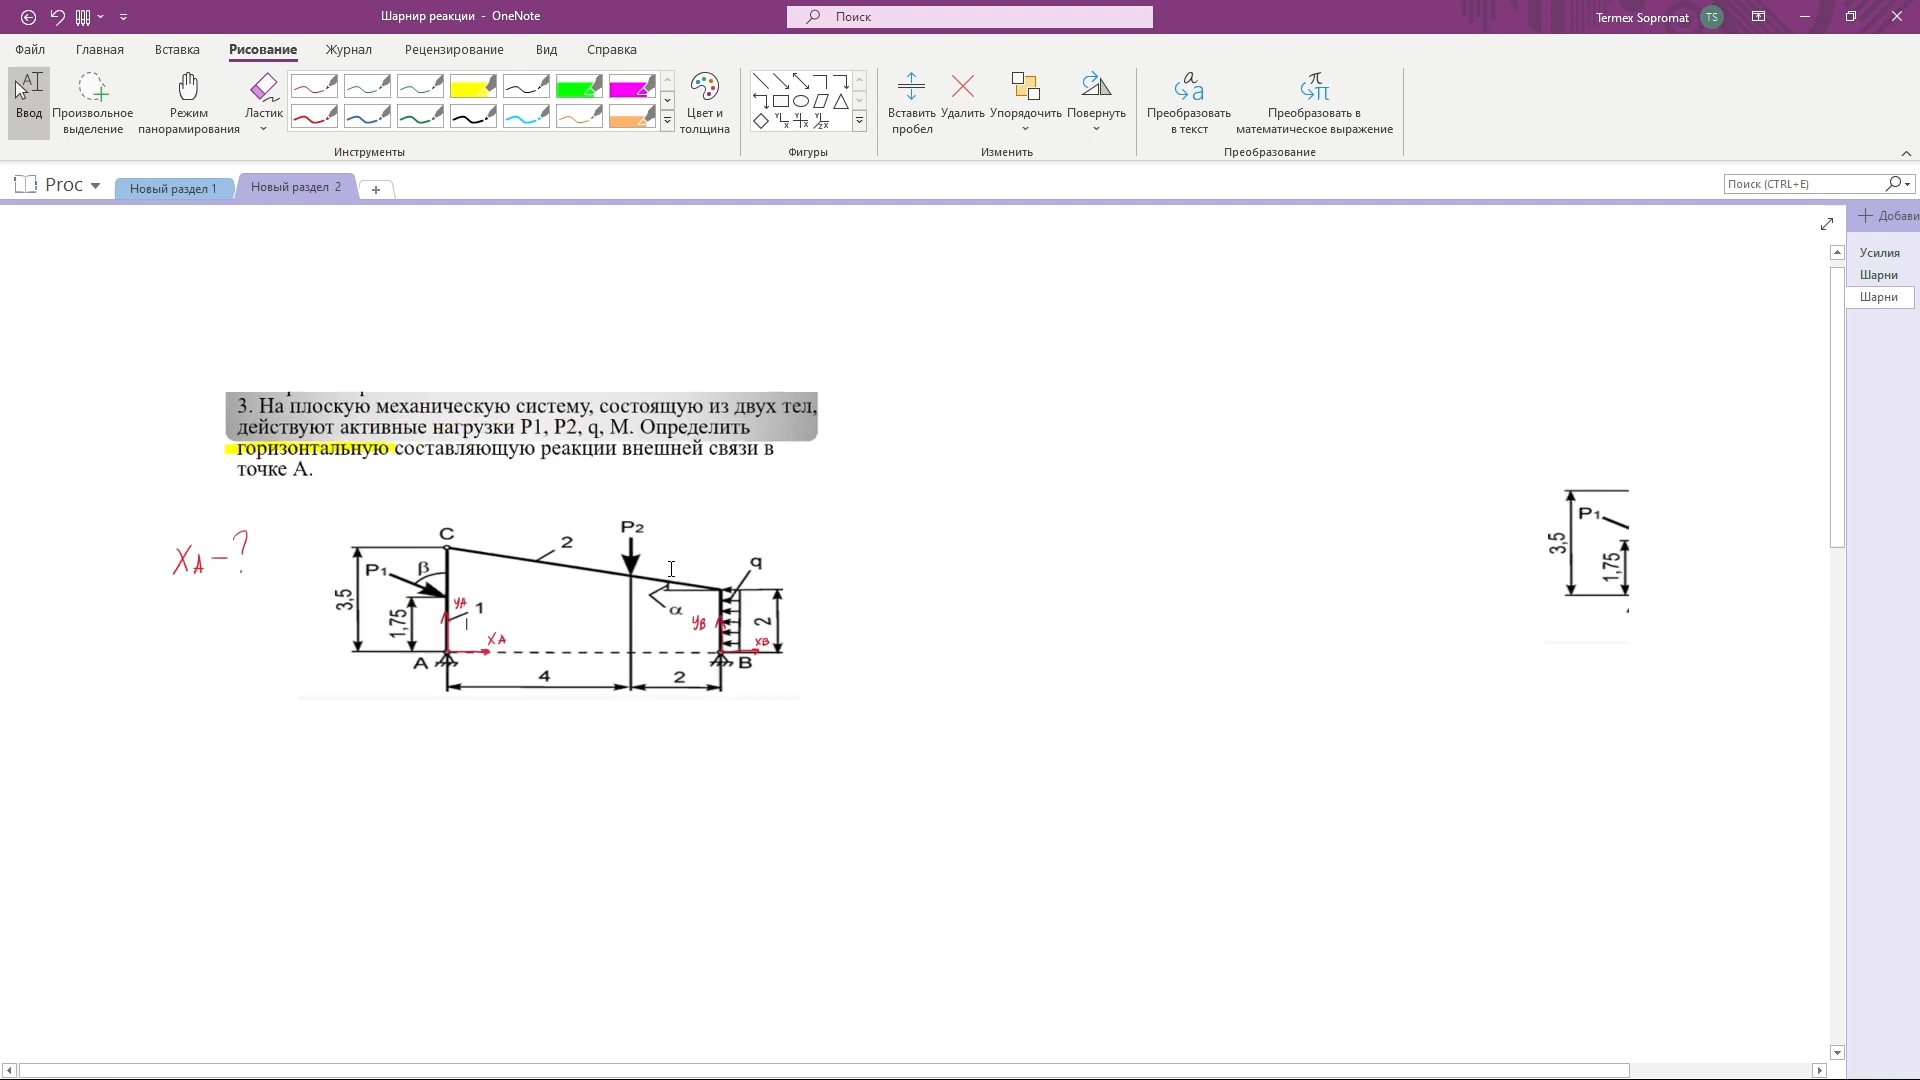 Шарнир реакции - OneNote
Поиск
Termex Sopromat
TS
Файл
Главная
Вставка
Рисование
Журнал
Рецензирование
Вид
Справка
Ввод
Произвольное выделение
Режим панорамирования
Ластик
Цвет и толщина
Вставить пробел
Удалить
Упорядочить
Повернуть
Преобразовать в текст
Преобразовать в математическое выражение
Инструменты
Фигуры
Изменить
Преобразование
Proc
Новый раздел 1
Новый раздел 2
Поиск (CTRL+E)
Добави
Усилия
Шарни
Шарни
3. На плоскую механическую систему, состоящую из двух тел,
действуют активные нагрузки P1, P2, q, M. Определить
горизонтальную составляющую реакции внешней связи в
точке A.
XA - ?
C
2
P2
q
P1
β
3,5
1,75
YA
1
XA
α
YB
XB
2
A
B
4
2
P1
3,5
1,75